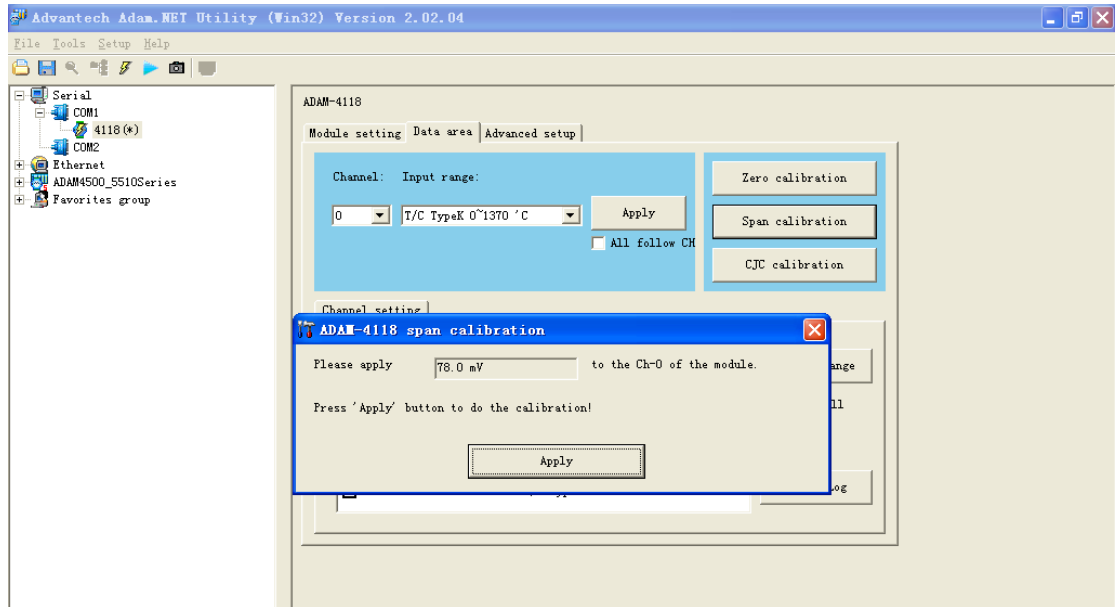 Advantech Adam.NET Utility (Win32) Version 2.02.04
File Tools Setup Help
Serial
COM1
4118(*)
COM2
Ethernet
ADAM4500_5510Series
Favorites group
ADAM-4118
Module setting Data area Advanced setup
Channel: Input range:
0 T/C TypeK 0~1370 'C Apply
All follow CH
Zero calibration
Span calibration
CJC calibration
Channel setting
ADAM-4118 span calibration
Please apply 78.0 mV to the Ch-0 of the module.
Press 'Apply' button to do the calibration!
Apply